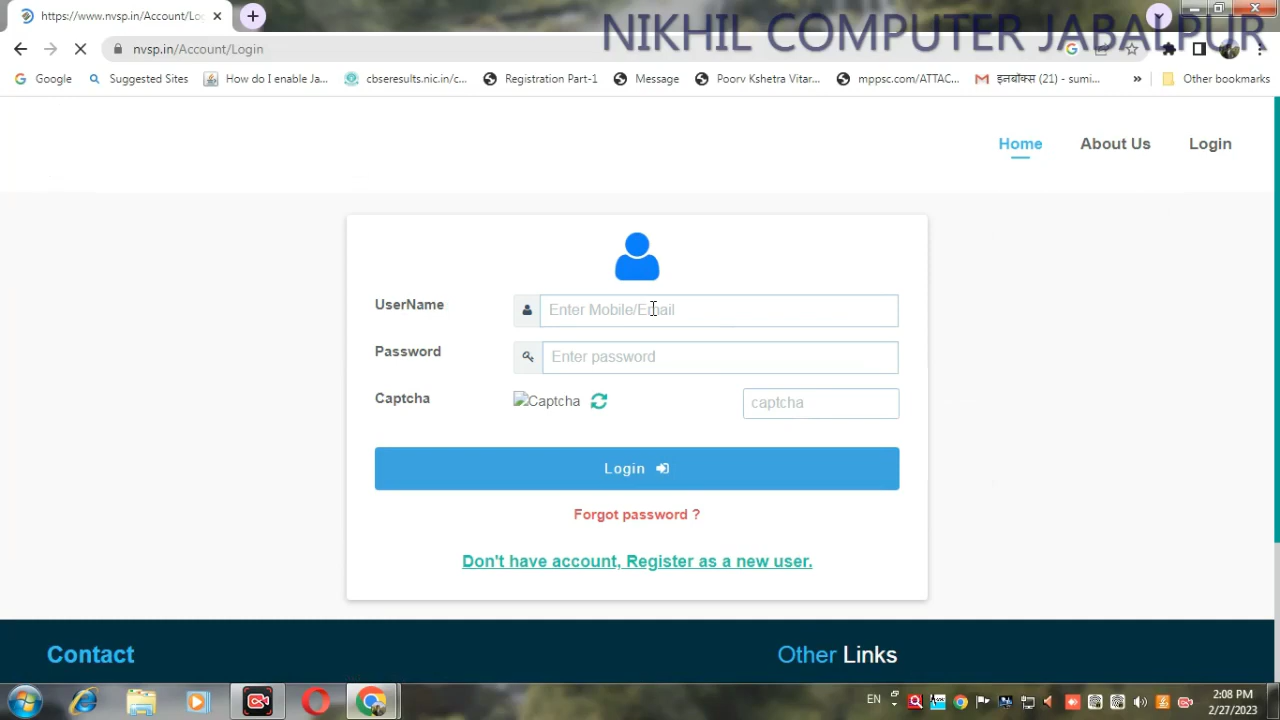 https://www.nvsp.in/Account/Lo
NIKHIL COMPUTER JABALPUR
nvsp.in/Account/Login
Google
Suggested Sites
How do I enable Ja...
cbseresults.nic.in/c...
Registration Part-1
Message
Poorv Kshetra Vitar...
mppsc.com/ATTAC...
इनबॉक्स (21) - sumi...
»
Other bookmarks
Home
About Us
Login
UserName
Enter Mobile/Email
Password
Enter password
Captcha
Captcha
captcha
Login
Forgot password ?
Don't have account, Register as a new user.
Contact
Other Links
EN
2:08 PM
2/27/2023